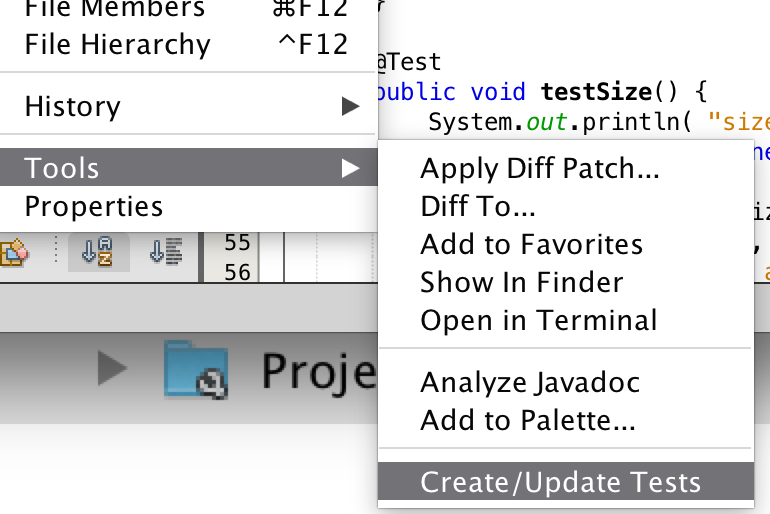 File Members ⌘F12
}
File Hierarchy ^F12
@Test
History
public void testSize() {
System.out.println( "size
Tools
Apply Diff Patch...
Properties
Diff To...
55
Add to Favorites
56
Show In Finder
Open in Terminal
Analyze Javadoc
Add to Palette...
Create/Update Tests